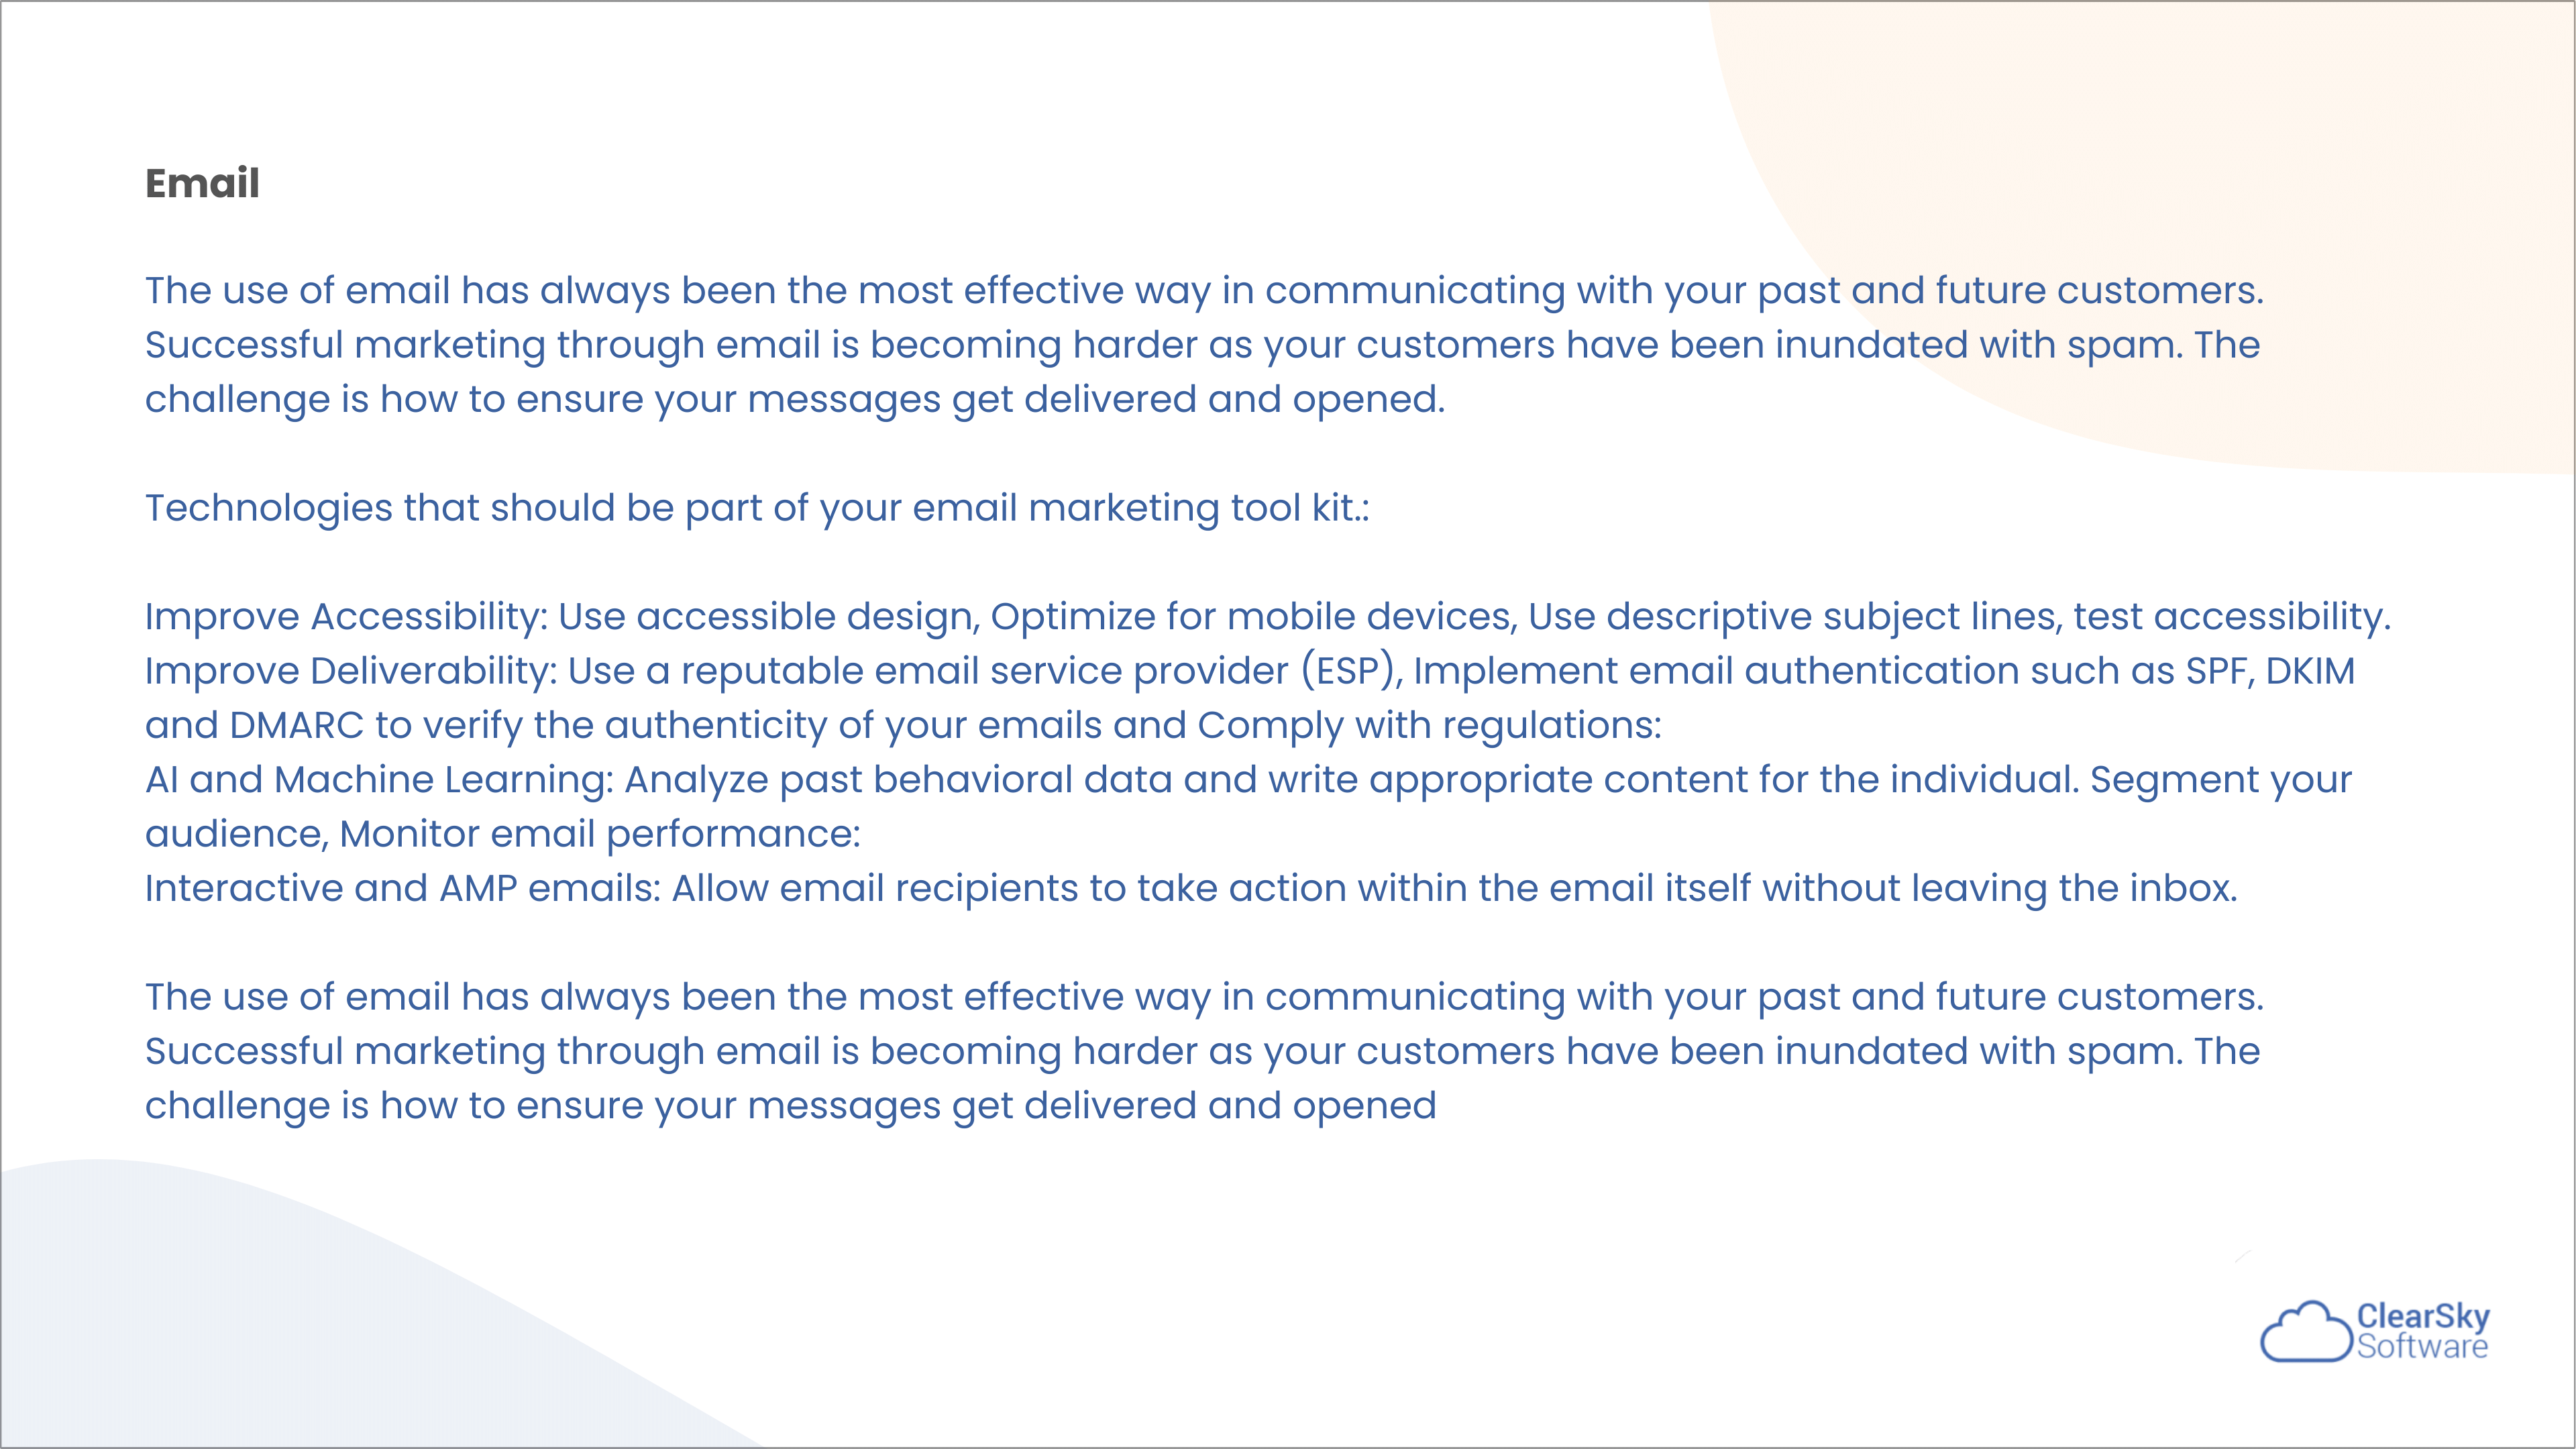 Email
The use of email has always been the most effective way in communicating with your past and future customers.
Successful marketing through email is becoming harder as your customers have been inundated with spam. The
challenge is how to ensure your messages get delivered and opened.
Technologies that should be part of your email marketing tool kit.:
Improve Accessibility: Use accessible design, Optimize for mobile devices, Use descriptive subject lines, test accessibility.
Improve Deliverability: Use a reputable email service provider (ESP), Implement email authentication such as SPF, DKIM
and DMARC to verify the authenticity of your emails and Comply with regulations:
AI and Machine Learning: Analyze past behavioral data and write appropriate content for the individual. Segment your
audience, Monitor email performance:
Interactive and AMP emails: Allow email recipients to take action within the email itself without leaving the inbox.
The use of email has always been the most effective way in communicating with your past and future customers.
Successful marketing through email is becoming harder as your customers have been inundated with spam. The
challenge is how to ensure your messages get delivered and opened
ClearSky
Software